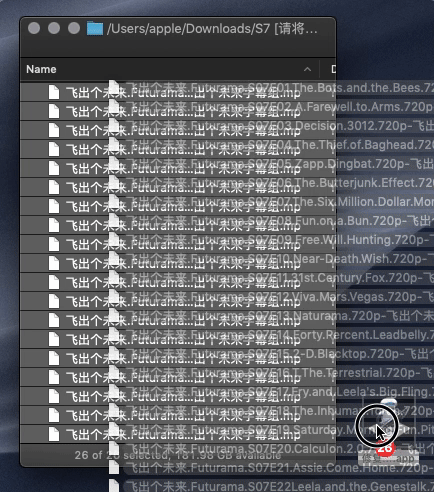 /Users/apple/Downloads/S7 [请将…
Name
飞出个未来.Futurama...出个未来字幕组.mp
飞出个未来.Futurama.S07E01.The.Bots.and.the.Bees.72
飞出个未来.Futurama...出个未来字幕组.mp
飞出个未来.Futurama.S07E02.A.Farewell.to.Arms.720p
飞出个未来.Futurama...出个未来字幕组.mp
飞出个未来.Futurama.S07E03.Decision.3012.720p-飞
飞出个未来.Futurama...出个未来字幕组.mp
飞出个未来.Futurama.S07E04.The.Thief.of.Baghead.720p
飞出个未来.Futurama...出个未来字幕组.mp
飞出个未来.Futurama.S07E05.Zapp.Dingbat.720p-飞
飞出个未来.Futurama...出个未来字幕组.mp
飞出个未来.Futurama.S07E06.The.Butterjunk.Effect.720p
飞出个未来.Futurama...出个未来字幕组.mp
飞出个未来.Futurama.S07E07.The.Six.Million.Dollar.Mon
飞出个未来.Futurama...出个未来字幕组.mp
飞出个未来.Futurama.S07E08.Fun.on.a.Bun.720p-飞出
飞出个未来.Futurama...出个未来字幕组.mp
飞出个未来.Futurama.S07E09.Free.Will.Hunting.720p-飞
飞出个未来.Futurama...出个未来字幕组.mp
飞出个未来.Futurama.S07E10.Near-Death.Wish.720p-飞
飞出个未来.Futurama...出个未来字幕组.mp
飞出个未来.Futurama.S07E11.31st.Century.Fox.720p-飞
飞出个未来.Futurama...出个未来字幕组.mp
飞出个未来.Futurama.S07E12.Viva.Mars.Vegas.720p-飞
飞出个未来.Futurama...出个未来字幕组.mp
飞出个未来.Futurama.S07E13.Naturama.720p-飞出个未
飞出个未来.Futurama...出个未来字幕组.mp
飞出个未来.Futurama.S07E14.Forty.Percent.Leadbelly.7
飞出个未来.Futurama...出个未来字幕组.mp
飞出个未来.Futurama.S07E15.2-D.Blacktop.720p-飞出
飞出个未来.Futurama...出个未来字幕组.mp
飞出个未来.Futurama.S07E16.T.The.Terrestrial.720p-飞
飞出个未来.Futurama...出个未来字幕组.mp
飞出个未来.Futurama.S07E17.Fry.and.Leela's.Big.Fling.7
飞出个未来.Futurama...出个未来字幕组.mp
飞出个未来.Futurama.S07E18.The.Inhuman
飞出个未来.Futurama...出个未来字幕组.mp
飞出个未来.Futurama.S07E19.Saturday.M
26 of 26 selected, 61.98 GB available
飞出个未来.Futurama.S07E20.Calculon.2.0.7
26
飞出个未来.Futurama.S07E21.Assie.Come.Home.720p-飞
飞出个未来.Futurama.S07E22.Leela.and.the.Genestalk.7